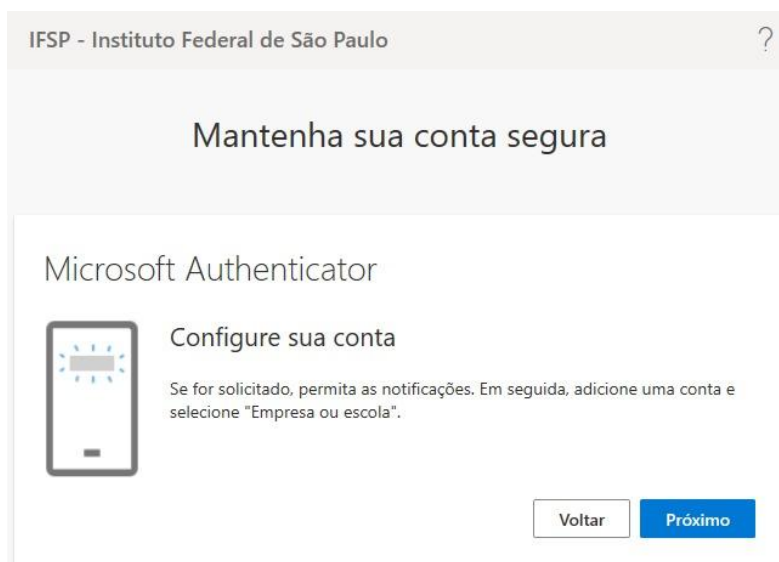 IFSP - Instituto Federal de São Paulo
?
Mantenha sua conta segura
Microsoft Authenticator
Configure sua conta
Se for solicitado, permita as notificações. Em seguida, adicione uma conta e
selecione "Empresa ou escola".
Voltar
Próximo